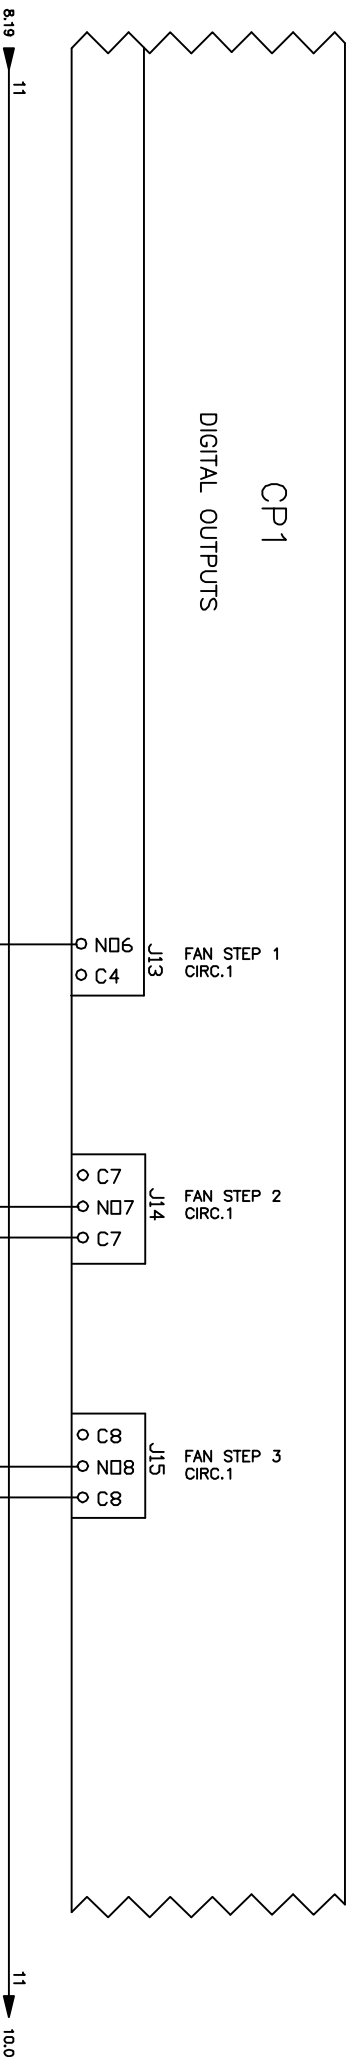 8.19
11
CP1
DIGITAL OUTPUTS
NO6
C4
J13
FAN STEP 1
CIRC.1
C7
NO7
C7
J14
FAN STEP 2
CIRC.1
C8
NO8
C8
J15
FAN STEP 3
CIRC.1
11
10.0